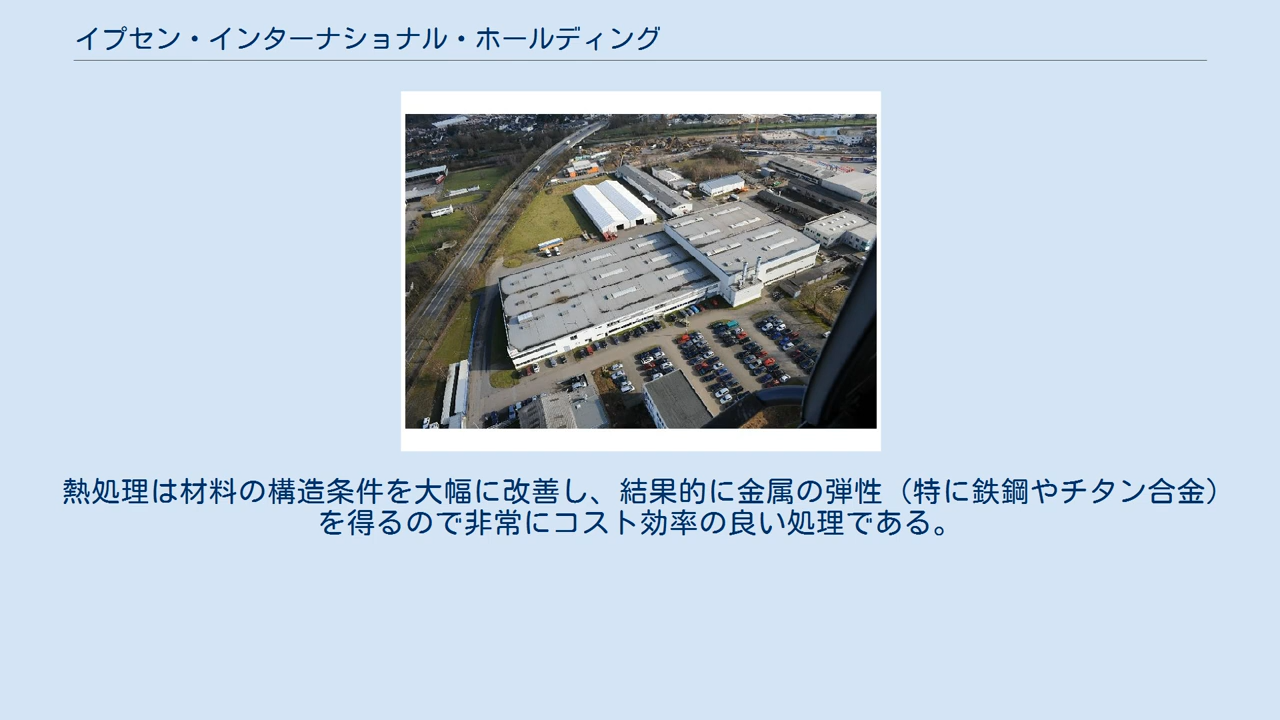 イプセン・インターナショナル・ホールディング
熱処理は材料の構造条件を大幅に改善し、結果的に金属の弾性（特に鉄鋼やチタン合金）
を得るので非常にコスト効率の良い処理である。